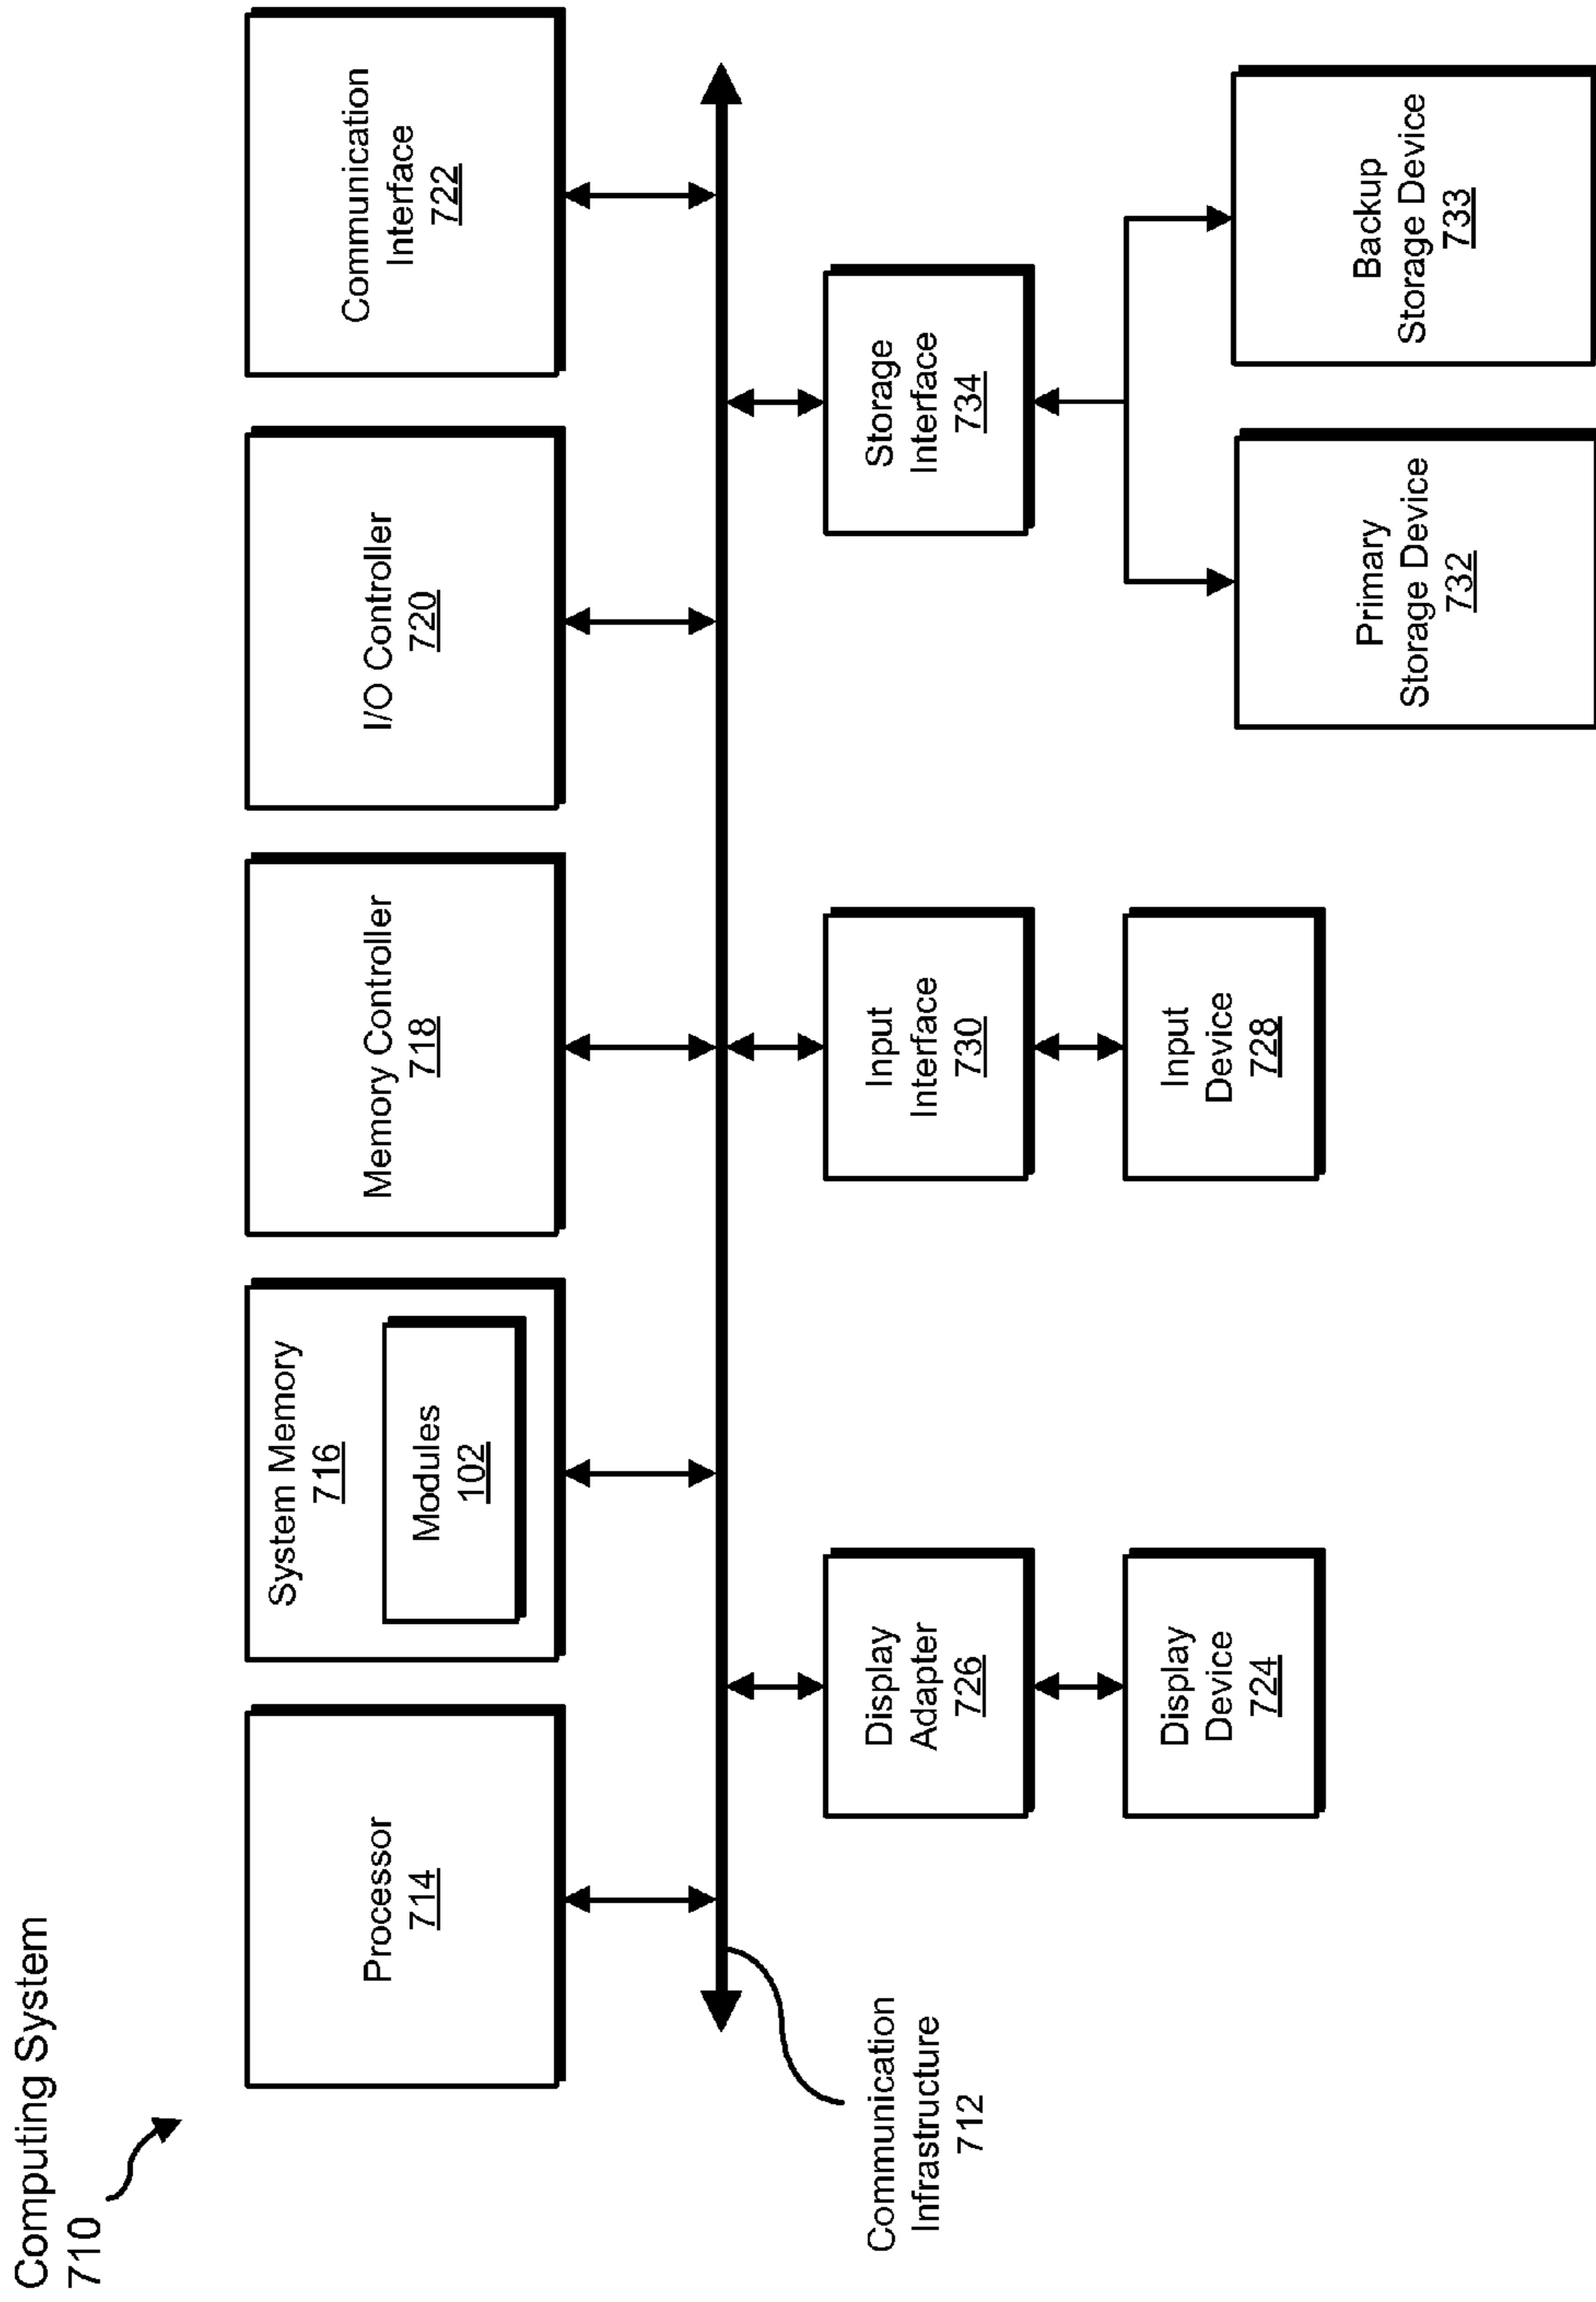 Computing System
710
Processor
714
System Memory
716
Modules
102
Memory Controller
718
I/O Controller
720
Communication
Interface
722
Communication
Infrastructure
712
Display
Adapter
726
Input
Interface
730
Storage
Interface
734
Display
Device
724
Input
Device
728
Primary
Storage Device
732
Backup
Storage Device
733